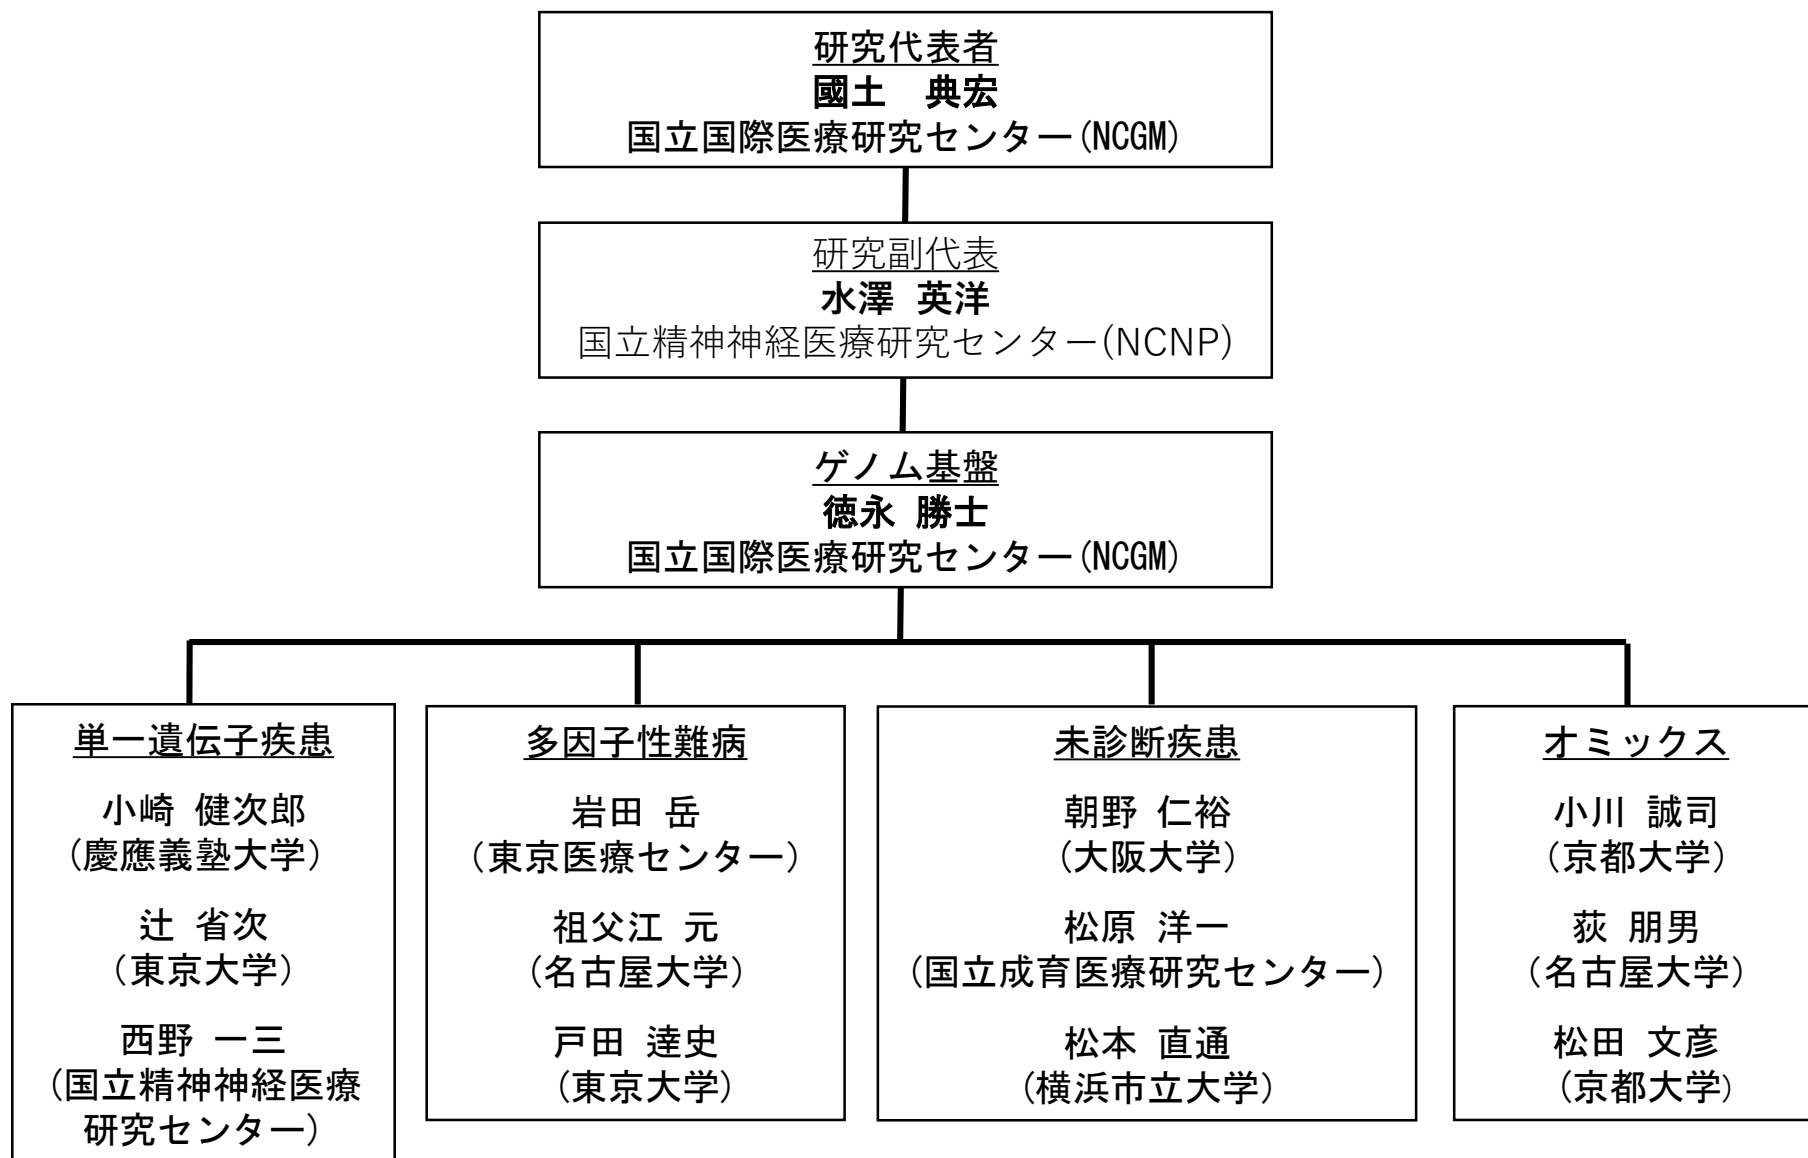 研究代表者
國土　典宏
国立国際医療研究センター(NCGM)
研究副代表
水澤 英洋
国立精神神経医療研究センター(NCNP)
ゲノム基盤
徳永 勝士
国立国際医療研究センター(NCGM)
単一遺伝子疾患
小崎 健次郎
(慶應義塾大学)
辻 省次
(東京大学)
西野 一三
(国立精神神経医療
研究センター)
多因子性難病
岩田 岳
(東京医療センター)
祖父江 元
(名古屋大学)
戸田 達史
(東京大学)
未診断疾患
朝野 仁裕
(大阪大学)
松原 洋一
(国立成育医療研究センター)
松本 直通
(横浜市立大学)
オミックス
小川 誠司
(京都大学)
荻 朋男
(名古屋大学)
松田 文彦
(京都大学)